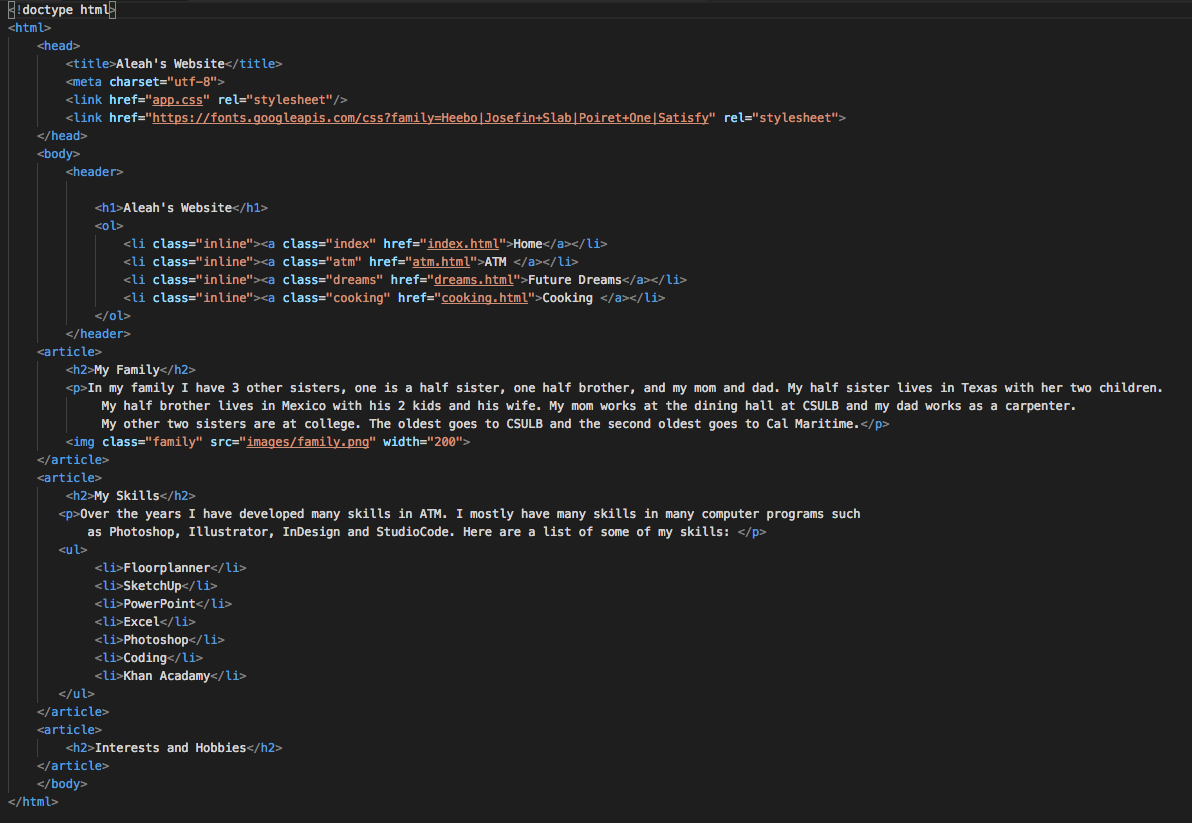 <!doctype html>
<html>
    <head>
        <title>Aleah's Website</title>
        <meta charset="utf-8">
        <link href="app.css" rel="stylesheet"/>
        <link href="https://fonts.googleapis.com/css?family=Heebo|Josefin+Slab|Poiret+One|Satisfy" rel="stylesheet">
    </head>
    <body>
        <header>

            <h1>Aleah's Website</h1>
            <ol>
                <li class="inline"><a class="index" href="index.html">Home</a></li>
                <li class="inline"><a class="atm" href="atm.html">ATM </a></li>
                <li class="inline"><a class="dreams" href="dreams.html">Future Dreams</a></li>
                <li class="inline"><a class="cooking" href="cooking.html">Cooking </a></li>
            </ol>
        </header>
    <article>
        <h2>My Family</h2>
        <p>In my family I have 3 other sisters, one is a half sister, one half brother, and my mom and dad. My half sister lives in Texas with her two children.
             My half brother lives in Mexico with his 2 kids and his wife. My mom works at the dining hall at CSULB and my dad works as a carpenter.
             My other two sisters are at college. The oldest goes to CSULB and the second oldest goes to Cal Maritime.</p>
        <img class="family" src="images/family.png" width="200">
    </article>
    <article>
        <h2>My Skills</h2>
       <p>Over the years I have developed many skills in ATM. I mostly have many skills in many computer programs such
           as Photoshop, Illustrator, InDesign and StudioCode. Here are a list of some of my skills: </p>
       <ul>
            <li>Floorplanner</li>
            <li>SketchUp</li>
            <li>PowerPoint</li>
            <li>Excel</li>
            <li>Photoshop</li>
            <li>Coding</li>
            <li>Khan Acadamy</li>
       </ul>
    </article>
    <article>
        <h2>Interests and Hobbies</h2>
    </article>
    </body>
</html>